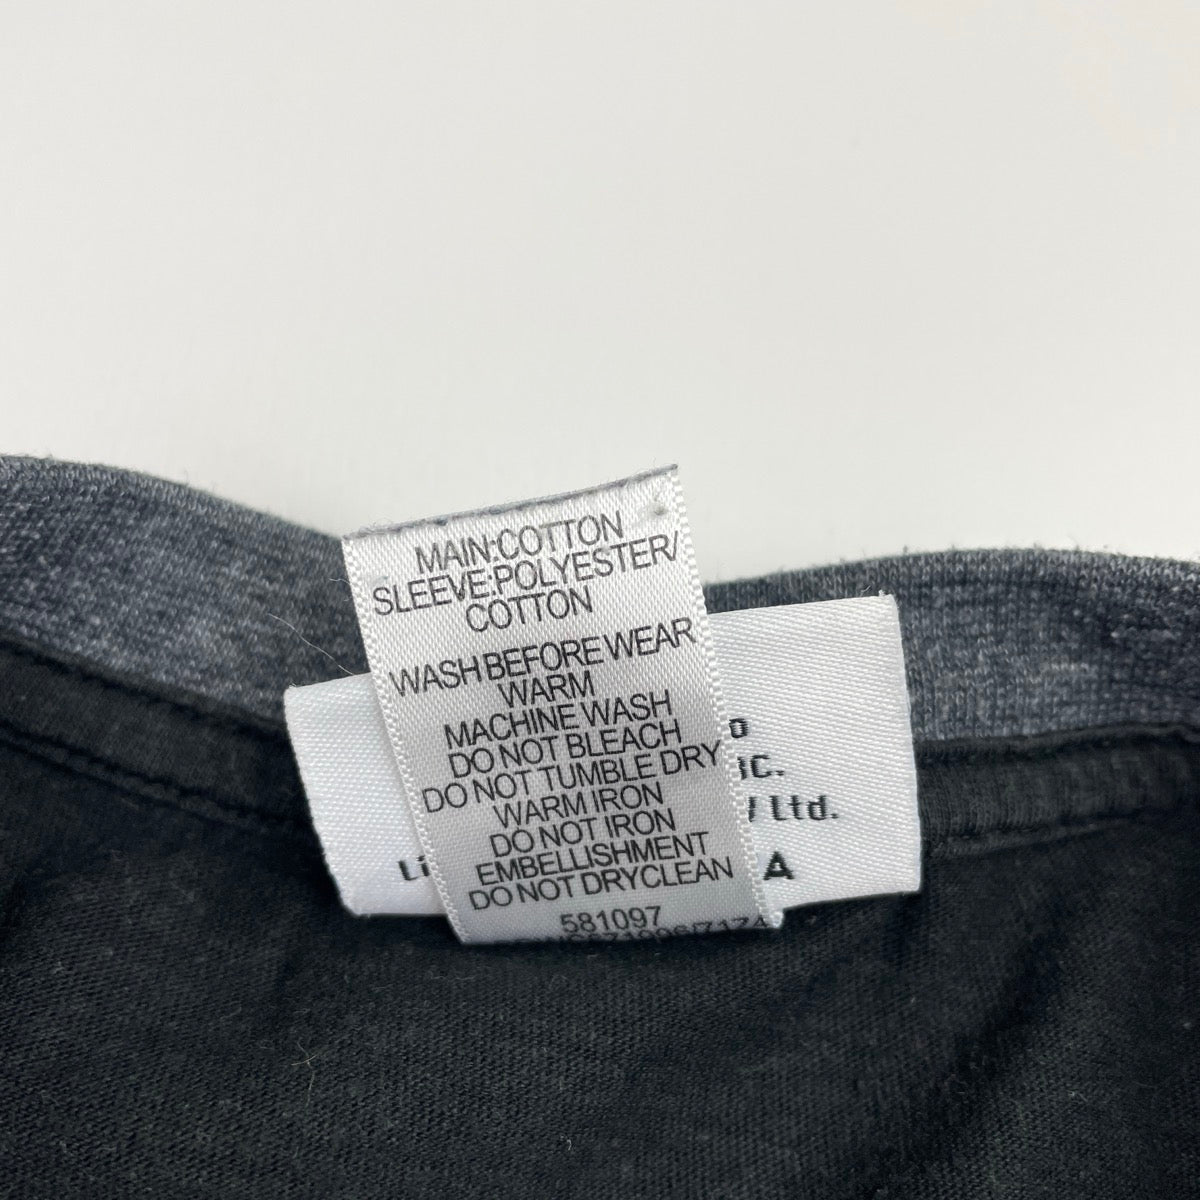 MAIN:COTTON
SLEEVE:POLYESTER/
COTTON
WASH BEFORE WEAR
WARM
MACHINE WASH
DO NOT BLEACH
DO NOT TUMBLE DRY
WARM IRON
DO NOT IRON
EMBELLISHMENT
DO NOT DRYCLEAN
581097
Ltd.